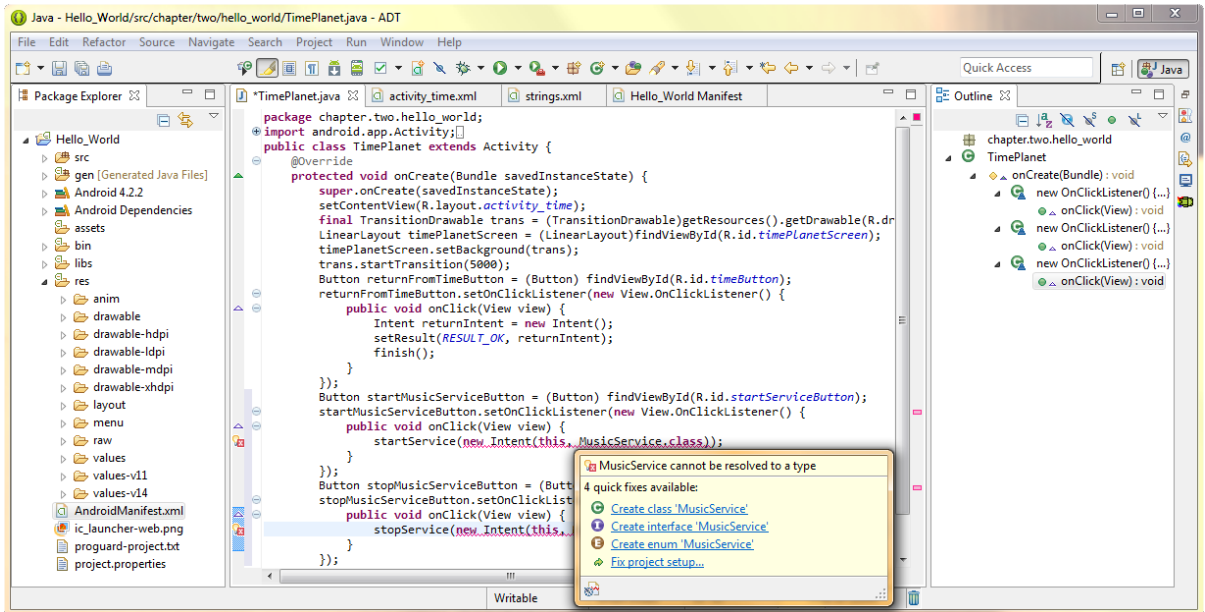 Java - Hello_World/src/chapter/two/hello_world/TimePlanet.java - ADT
File Edit Refactor Source Navigate Search Project Run Window Help
Quick Access
Java
Package Explorer
Hello_World
src
gen [Generated Java Files]
Android 4.2.2
Android Dependencies
assets
bin
libs
res
anim
drawable
drawable-hdpi
drawable-ldpi
drawable-mdpi
drawable-xhdpi
layout
menu
raw
values
values-v11
values-v14
AndroidManifest.xml
ic_launcher-web.png
proguard-project.txt
project.properties
*TimePlanet.java activity_time.xml strings.xml Hello_World Manifest
package chapter.two.hello_world;
import android.app.Activity;
public class TimePlanet extends Activity {
@Override
protected void onCreate(Bundle savedInstanceState) {
super.onCreate(savedInstanceState);
setContentView(R.layout.activity_time);
final TransitionDrawable trans = (TransitionDrawable)getResources().getDrawable(R.dr
LinearLayout timePlanetScreen = (LinearLayout)findViewById(R.id.timePlanetScreen);
timePlanetScreen.setBackground(trans);
trans.startTransition(5000);
Button returnFromTimeButton = (Button) findViewById(R.id.timeButton);
returnFromTimeButton.setOnClickListener(new View.OnClickListener() {
public void onClick(View view) {
Intent returnIntent = new Intent();
setResult(RESULT_OK, returnIntent);
finish();
}
});
Button startMusicServiceButton = (Button) findViewById(R.id.startServiceButton);
startMusicServiceButton.setOnClickListener(new View.OnClickListener() {
public void onClick(View view) {
startService(new Intent(this, MusicService.class));
}
});
Button stopMusicServiceButton = (Butt
stopMusicServiceButton.setOnClickList
public void onClick(View view) {
stopService(new Intent(this,
}
});
MusicService cannot be resolved to a type
4 quick fixes available:
Create class 'MusicService'
Create interface 'MusicService'
Create enum 'MusicService'
Fix project setup...
Outline
chapter.two.hello_world
TimePlanet
onCreate(Bundle) : void
new OnClickListener() {...}
onClick(View) : void
new OnClickListener() {...}
onClick(View) : void
new OnClickListener() {...}
onClick(View) : void
Writable